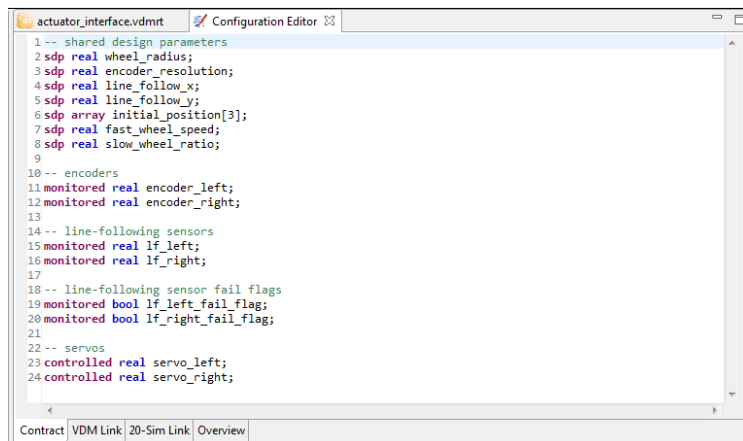 actuator_interface.vdmrt Configuration Editor
1 -- shared design parameters
2 sdp real wheel_radius;
3 sdp real encoder_resolution;
4 sdp real line_follow_x;
5 sdp real line_follow_y;
6 sdp array initial_position[3];
7 sdp real fast_wheel_speed;
8 sdp real slow_wheel_ratio;
9
10 -- encoders
11 monitored real encoder_left;
12 monitored real encoder_right;
13
14 -- line-following sensors
15 monitored real lf_left;
16 monitored real lf_right;
17
18 -- line-following sensor fail flags
19 monitored bool lf_left_fail_flag;
20 monitored bool lf_right_fail_flag;
21
22 -- servos
23 controlled real servo_left;
24 controlled real servo_right;
Contract VDM Link 20-Sim Link Overview